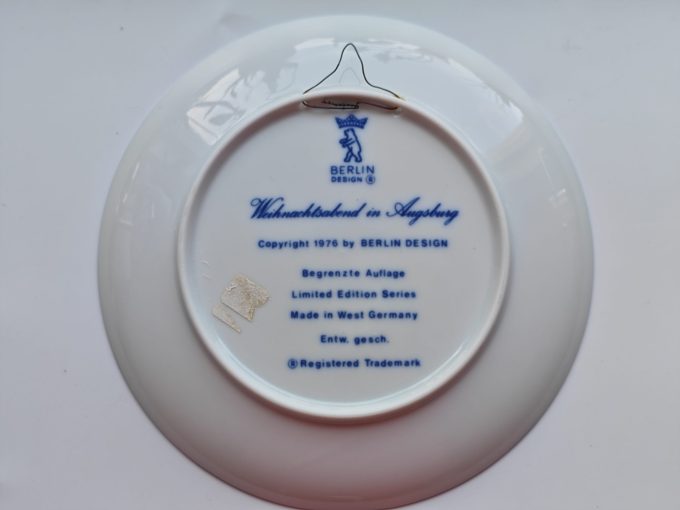 BERLIN
DESIGN ®
Weihnachtsabend in Augsburg
Copyright 1976 by BERLIN DESIGN
Begrenzte Auflage
Limited Edition Series
Made in West Germany
Entw. gesch.
® Registered Trademark